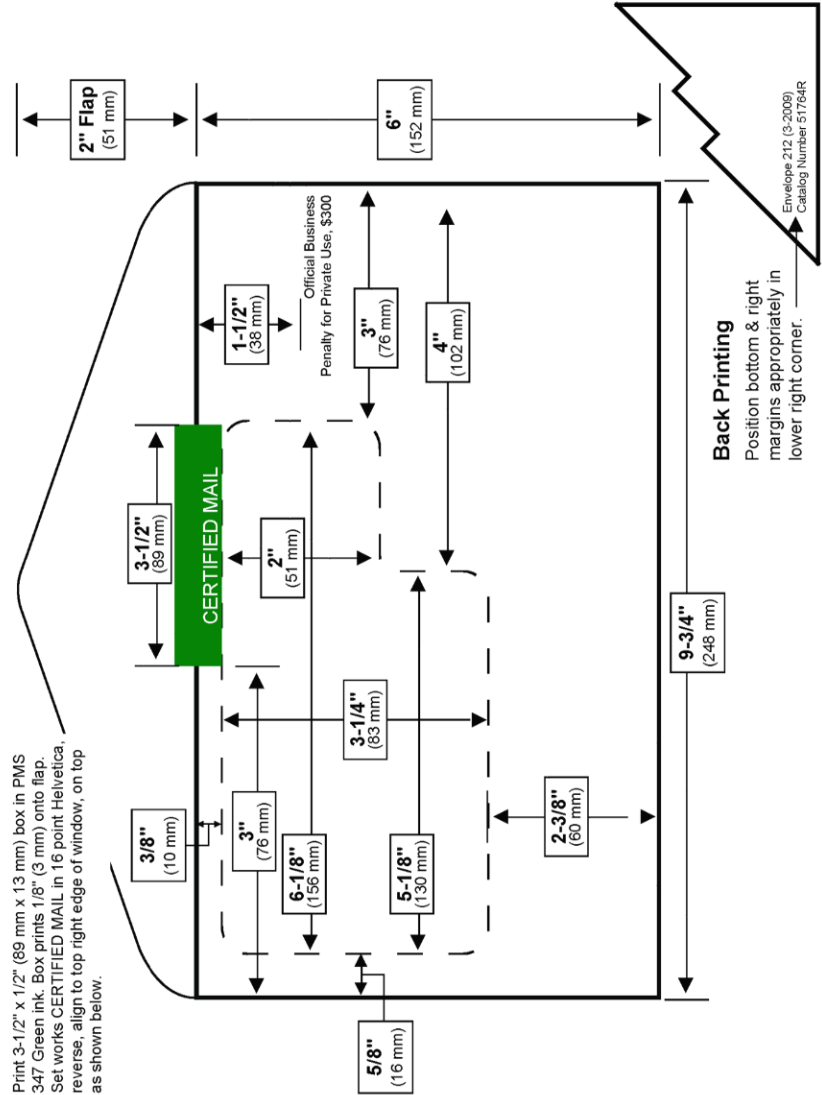 Print 3-1/2" x 1/2" (89 mm x 13 mm) box in PMS
347 Green ink. Box prints 1/8" (3 mm) onto flap.
Set works CERTIFIED MAIL in 16 point Helvetica,
reverse, align to top right edge of window, on top
as shown below.
2" Flap
(51 mm)
3-1/2"
(89 mm)
CERTIFIED MAIL
3/8"
(10 mm)
1-1/2"
(38 mm)
Official Business
Penalty for Private Use, $300
3"
(76 mm)
2"
(51 mm)
6-1/8"
(156 mm)
3"
(76 mm)
6"
(152 mm)
3-1/4"
(83 mm)
5/8"
(16 mm)
5-1/8"
(130 mm)
4"
(102 mm)
2-3/8"
(60 mm)
9-3/4"
(248 mm)
Back Printing
Position bottom & right
margins appropriately in
lower right corner.
Envelope 212 (3-2009)
Catalog Number 51764R